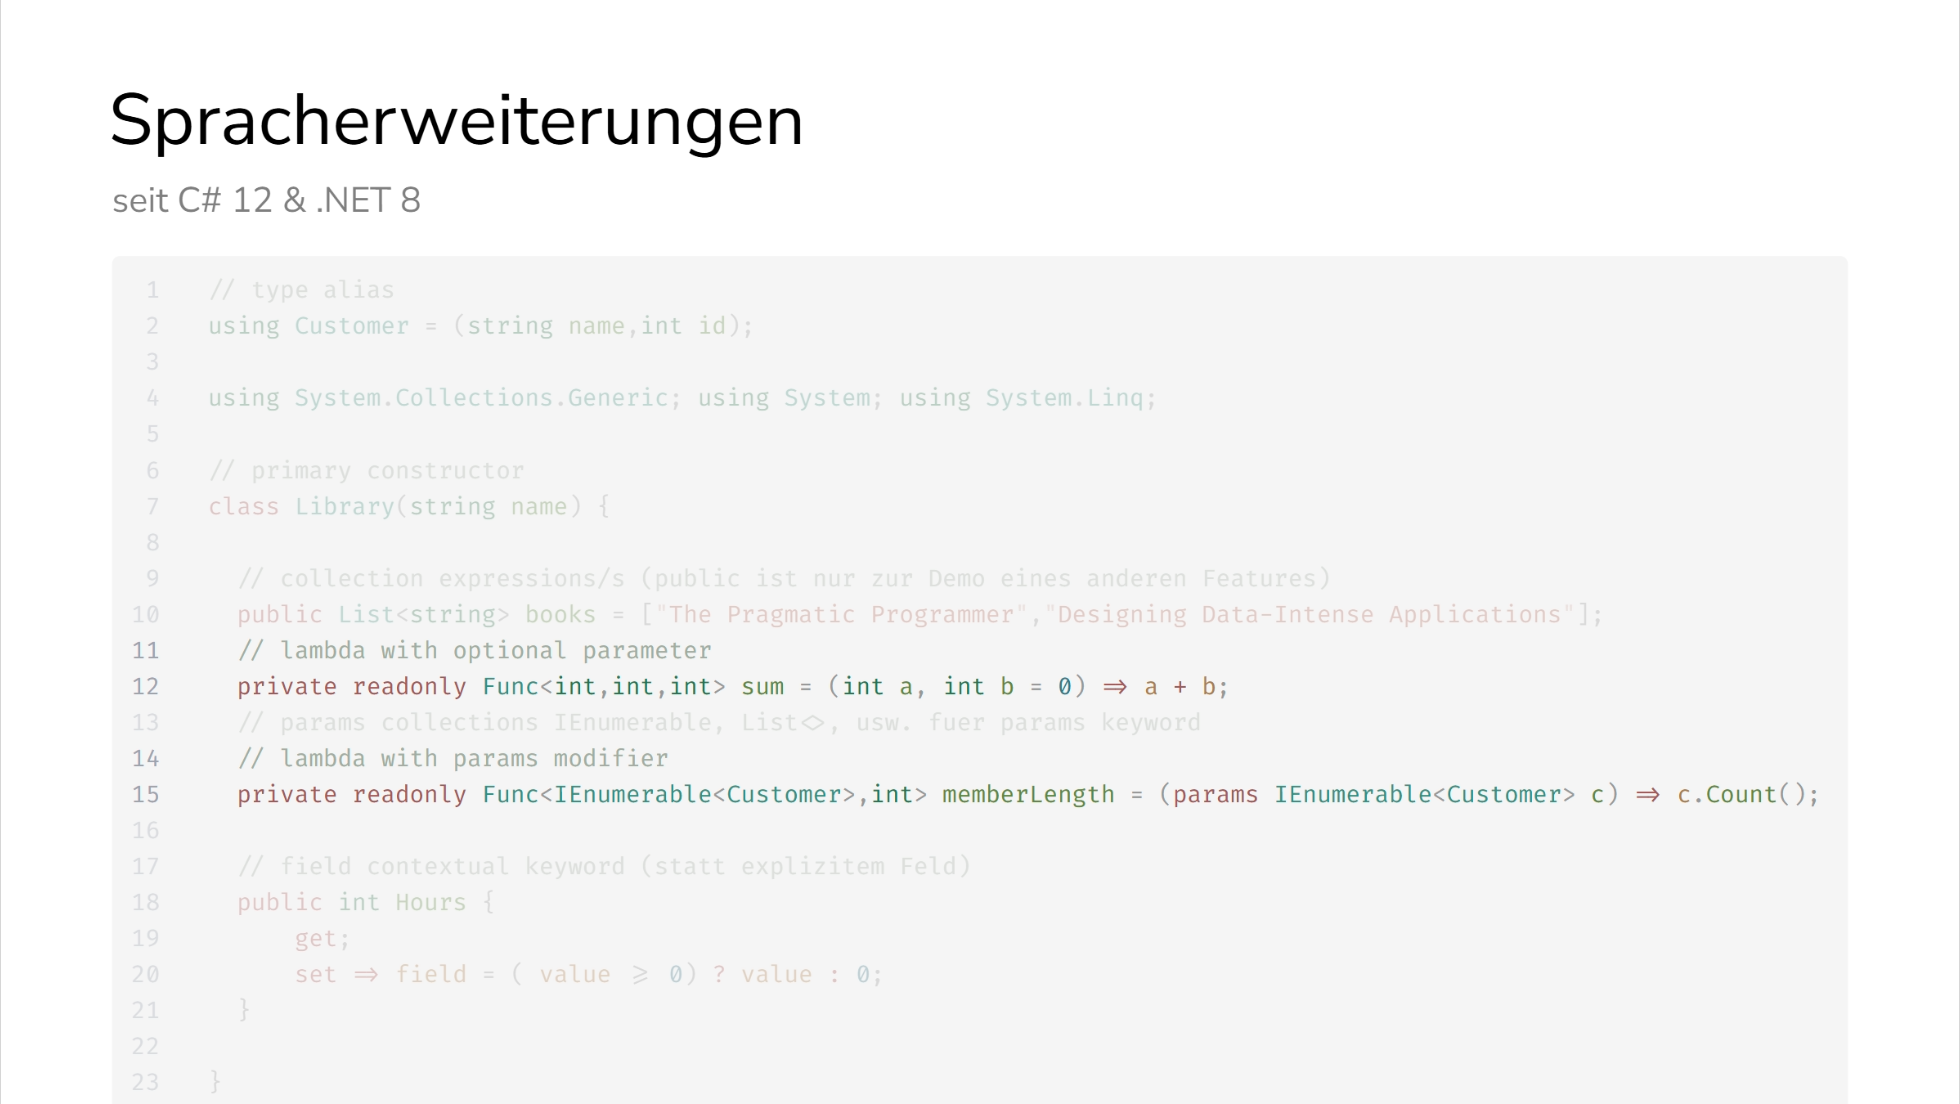 Spracherweiterungen
seit C# 12 & .NET 8
1 // type alias
2 using Customer = (string name,int id);
3
4 using System.Collections.Generic; using System; using System.Linq;
5
6 // primary constructor
7 class Library(string name) {
8
9 // collection expressions/s (public ist nur zur Demo eines anderen Features)
10 public List<string> books = ["The Pragmatic Programmer","Designing Data-Intense Applications"];
11 // lambda with optional parameter
12 private readonly Func<int,int,int> sum = (int a, int b = 0) => a + b;
13 // params collections IEnumerable, List<>, usw. fuer params keyword
14 // lambda with params modifier
15 private readonly Func<IEnumerable<Customer>,int> memberLength = (params IEnumerable<Customer> c) => c.Count();
16
17 // field contextual keyword (statt explizitem Feld)
18 public int Hours {
19 get;
20 set => field = ( value >= 0) ? value : 0;
21 }
22
23 }